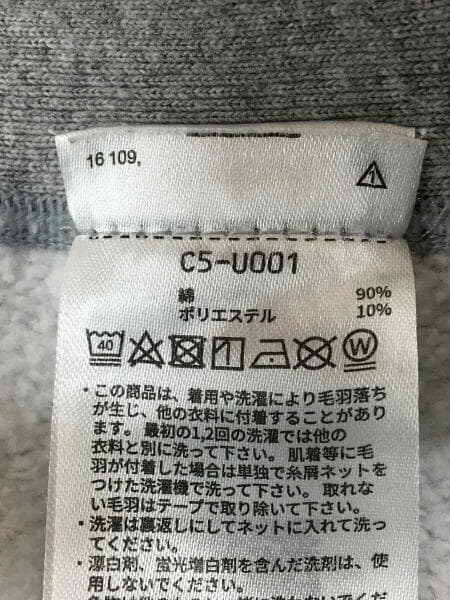 16 109,
1
C5-U001
綿 90%
ポリエステル 10%
40 W
・この商品は、着用や洗濯により毛羽落ち
が生じ、他の衣料に付着することがあり
ます。最初の1,2回の洗濯では他の
衣料と別に洗って下さい。肌着等に毛
羽が付着した場合は単独で糸屑ネットを
つけた洗濯機で洗って下さい。取れな
い毛羽はテープで取り除いて下さい。
・洗濯は裏返しにしてネットに入れて洗っ
てください。
・漂白剤、蛍光増白剤を含んだ洗剤は、使
用しないでください。